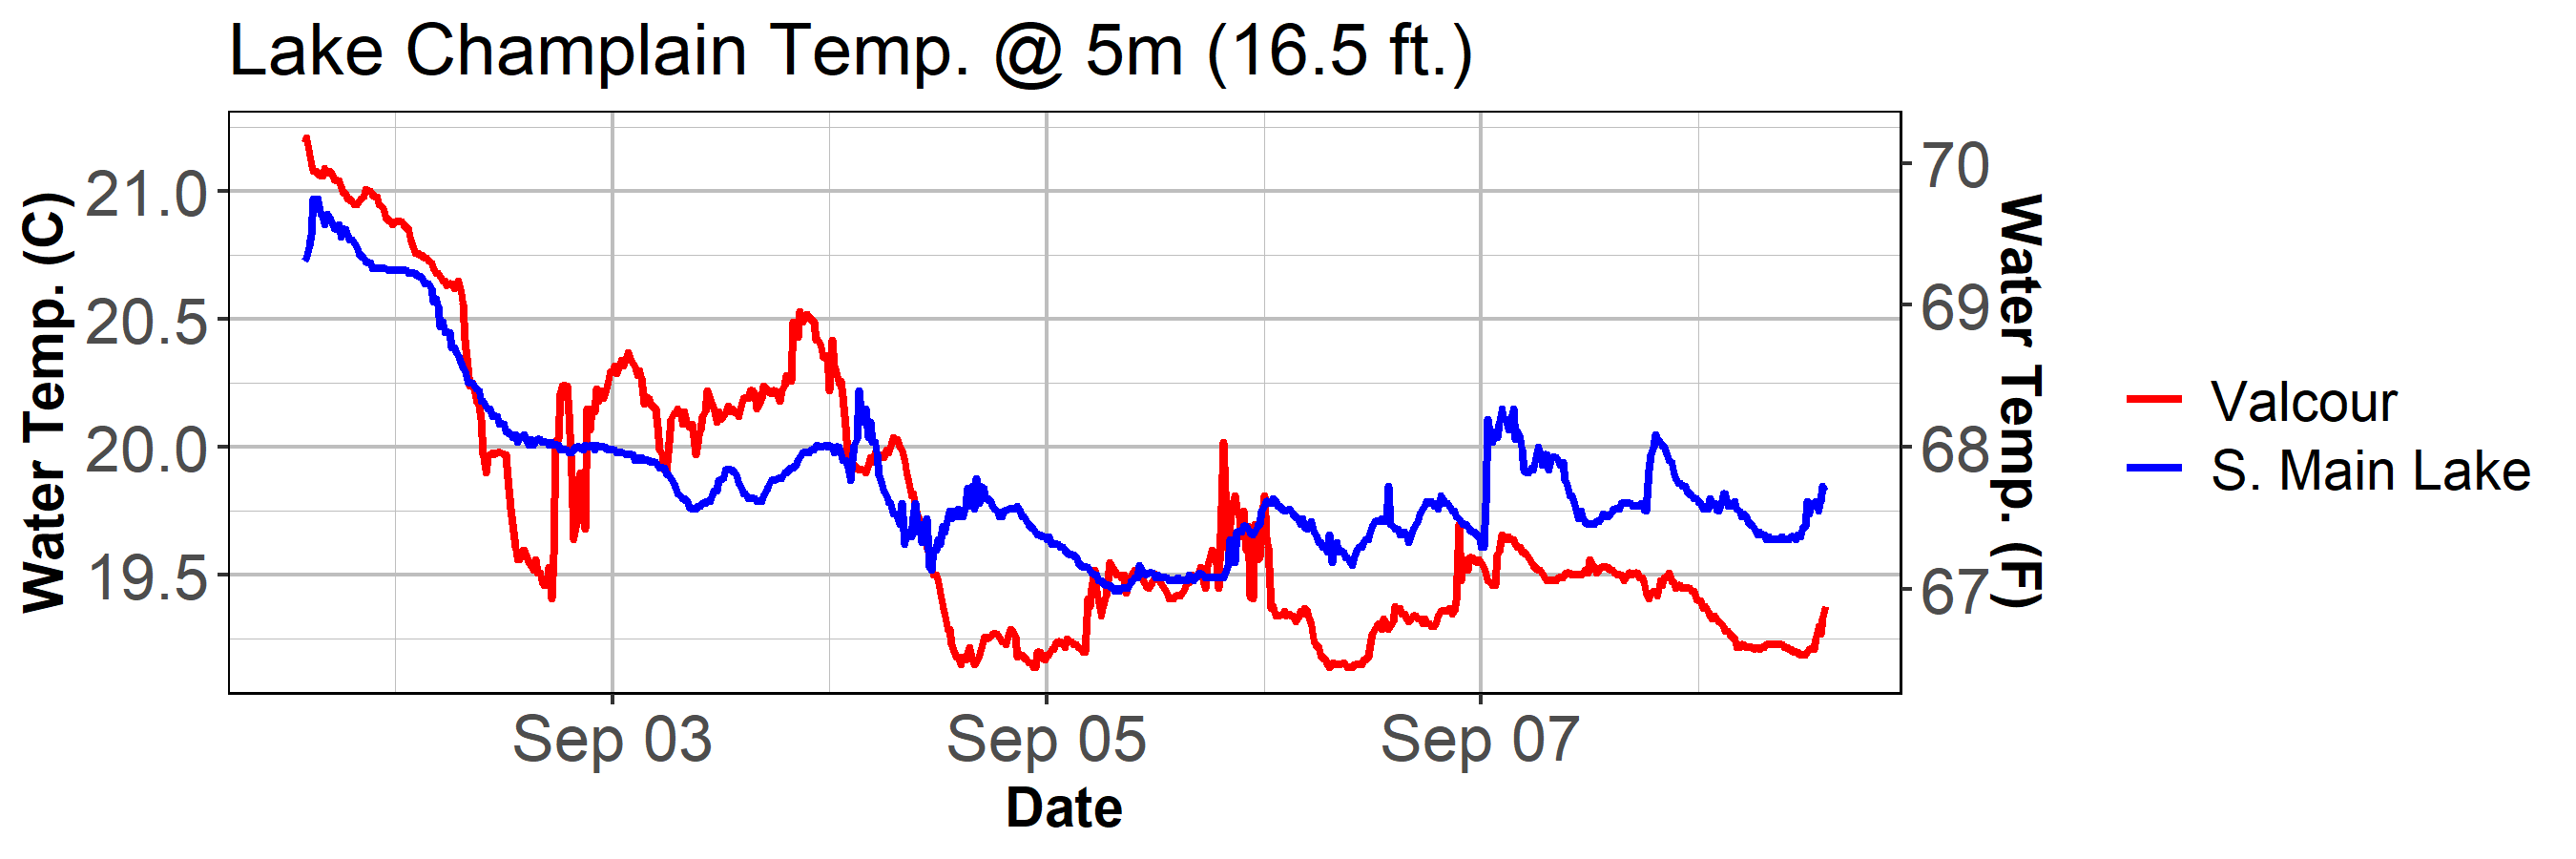 Lake Champlain Temp. @ 5m (16.5 ft.)
Water Temp. (C)
21.0
20.5
20.0
19.5
70
69
68
67
Water Temp. (F)
Sep 03 Sep 05 Sep 07
Date
Valcour
S. Main Lake